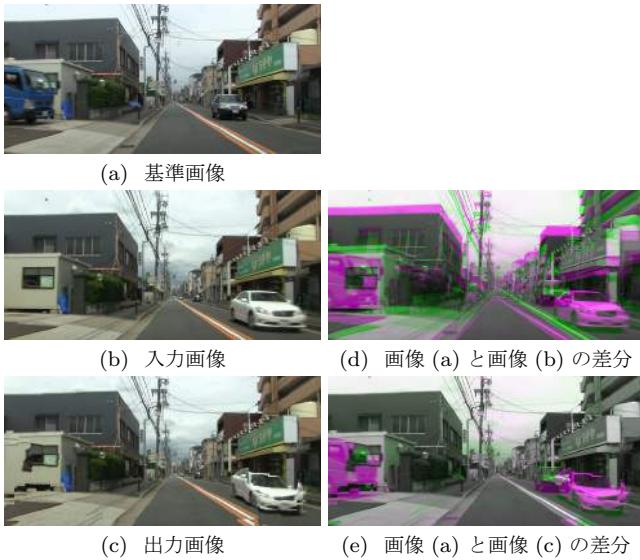 (a) 基準画像
(b) 入力画像
(d) 画像 (a) と画像 (b) の差分
(c) 出力画像
(e) 画像 (a) と画像 (c) の差分